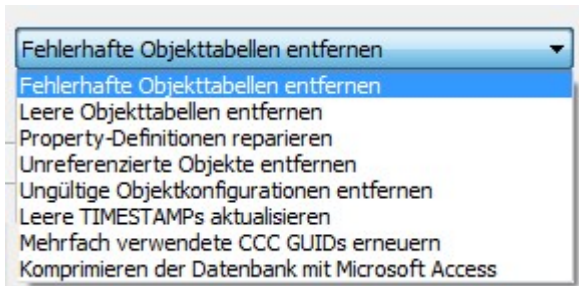 Fehlerhafte Objekttabellen entfernen
Fehlerhafte Objekttabellen entfernen
Leere Objekttabellen entfernen
Property-Definitionen reparieren
Unreferenzierte Objekte entfernen
Ungültige Objektkonfigurationen entfernen
Leere TIMESTAMPs aktualisieren
Mehrfach verwendete CCC GUIDs erneuern
Komprimieren der Datenbank mit Microsoft Access